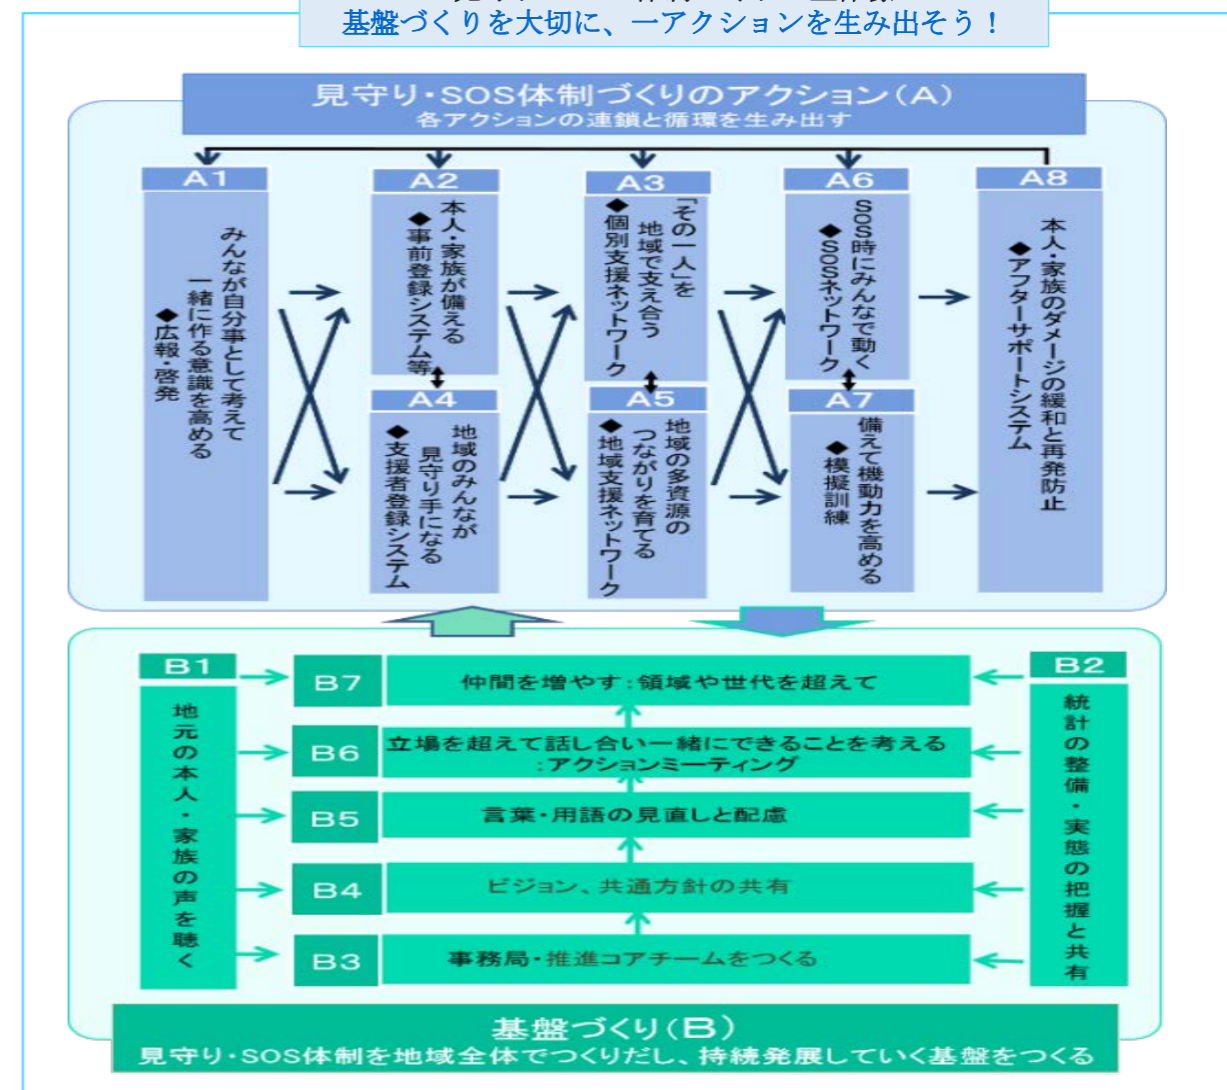 基盤づくりを大切に、一アクションを生み出そう！
見守り・SOS体制づくりのアクション(A)
各アクションの連鎖と循環を生み出す
A1
みんなが自分事として考えて
一緒に作る意識を高める
◆広報・啓発
A2
本人・家族が備える
◆事前登録システム等
A3
「その一人」を
地域で支え合う
◆個別支援ネットワーク
A6
SOS時にみんなで動く
◆SOSネットワーク
A8
本人・家族のダメージの緩和と再発防止
◆アフターサポートシステム
A4
地域のみんなが
見守り手になる
◆支援者登録システム
A5
地域の多資源の
つながりを育てる
◆地域支援ネットワーク
A7
備えて機動力を高める
◆模擬訓練
B1
地元の本人・家族の声を聴く
B2
統計の整備・実態の把握と共有
B7
仲間を増やす：領域や世代を超えて
B6
立場を超えて話し合い一緒にできることを考える
：アクションミーティング
B5
言葉・用語の見直しと配慮
B4
ビジョン、共通方針の共有
B3
事務局・推進コアチームをつくる
基盤づくり(B)
見守り・SOS体制を地域全体でつくりだし、持続発展していく基盤をつくる